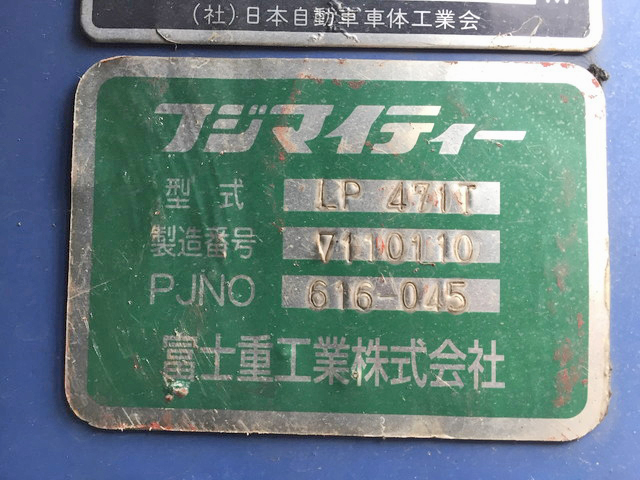 (社)日本自動車車体工業会
フジマイティー
型式 LP 471T
製造番号 V110110
PJNO 616-045
富士重工業株式会社